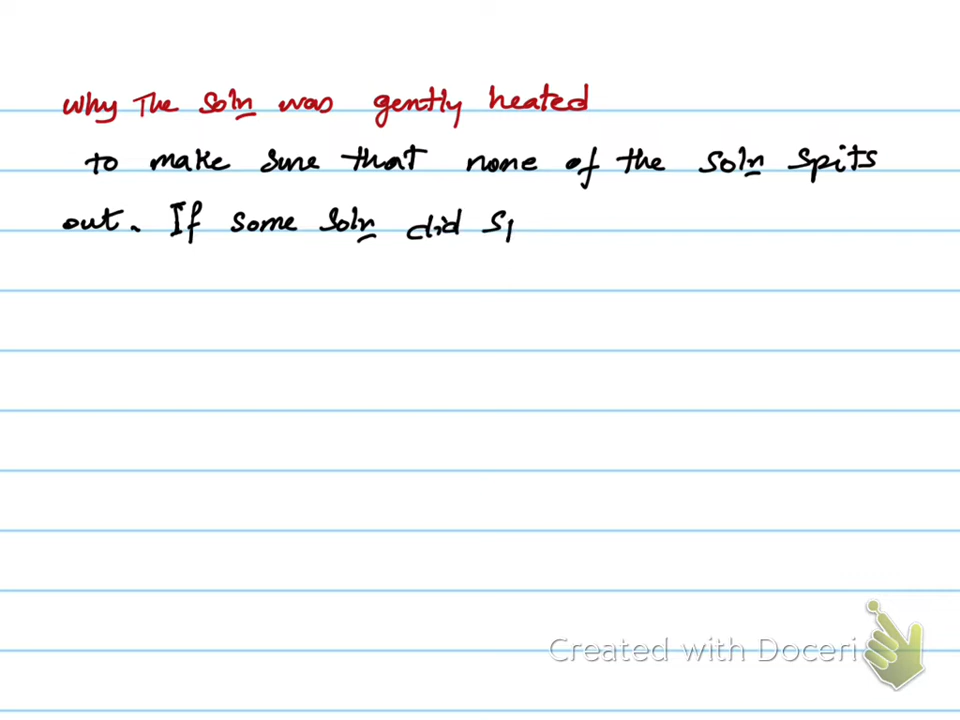 why The soln was gently heated
to make sure that none of the soln spits
out. If some soln did
Created with Doceri